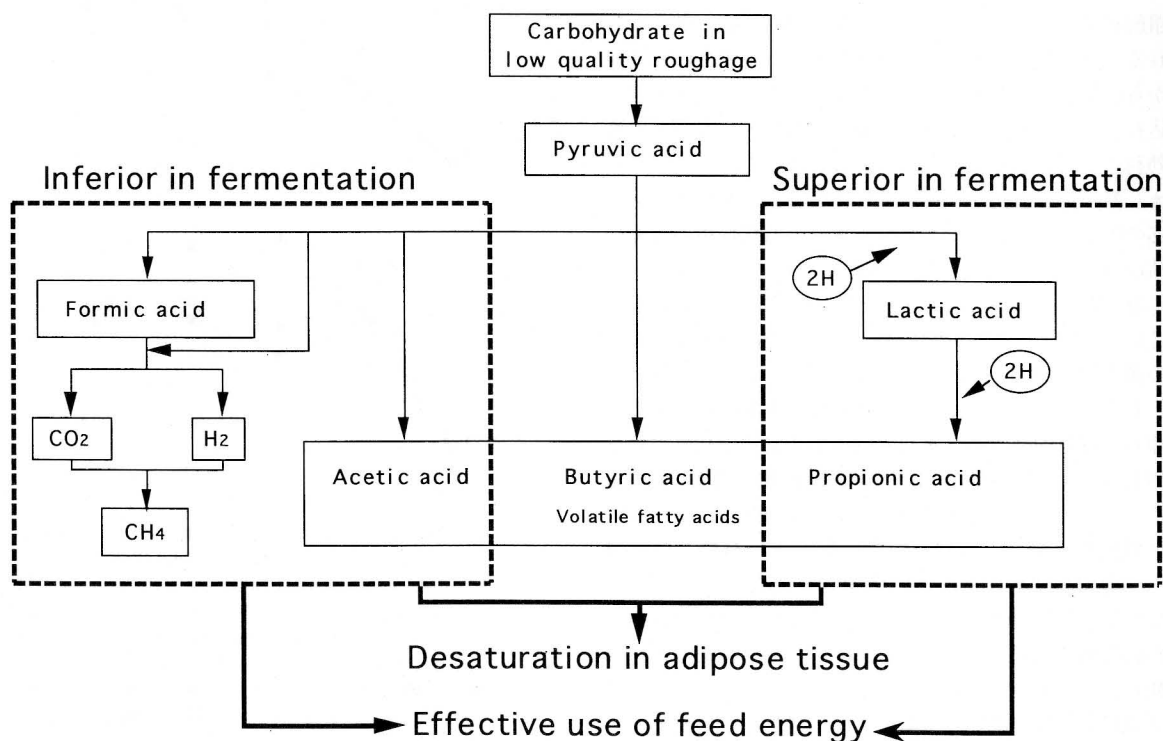 Carbohydrate in
low quality roughage
Pyruvic acid
Inferior in fermentation
Superior in fermentation
2H
Formic acid
Lactic acid
2H
CO2
H2
Acetic acid
Butyric acid
Propionic acid
Volatile fatty acids
CH4
Desaturation in adipose tissue
Effective use of feed energy